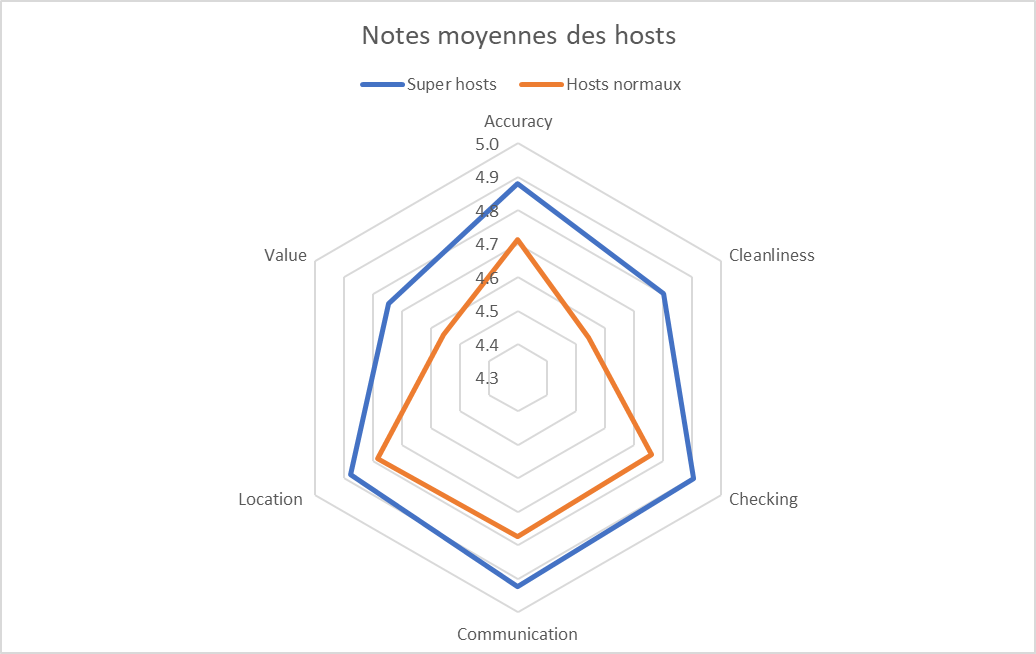 Notes moyennes des hosts
Super hosts Hosts normaux
Accuracy
5.0
4.9
4.8
4.7
Value Cleanliness
4.6
4.5
4.4
4.3
Location Checking
Communication